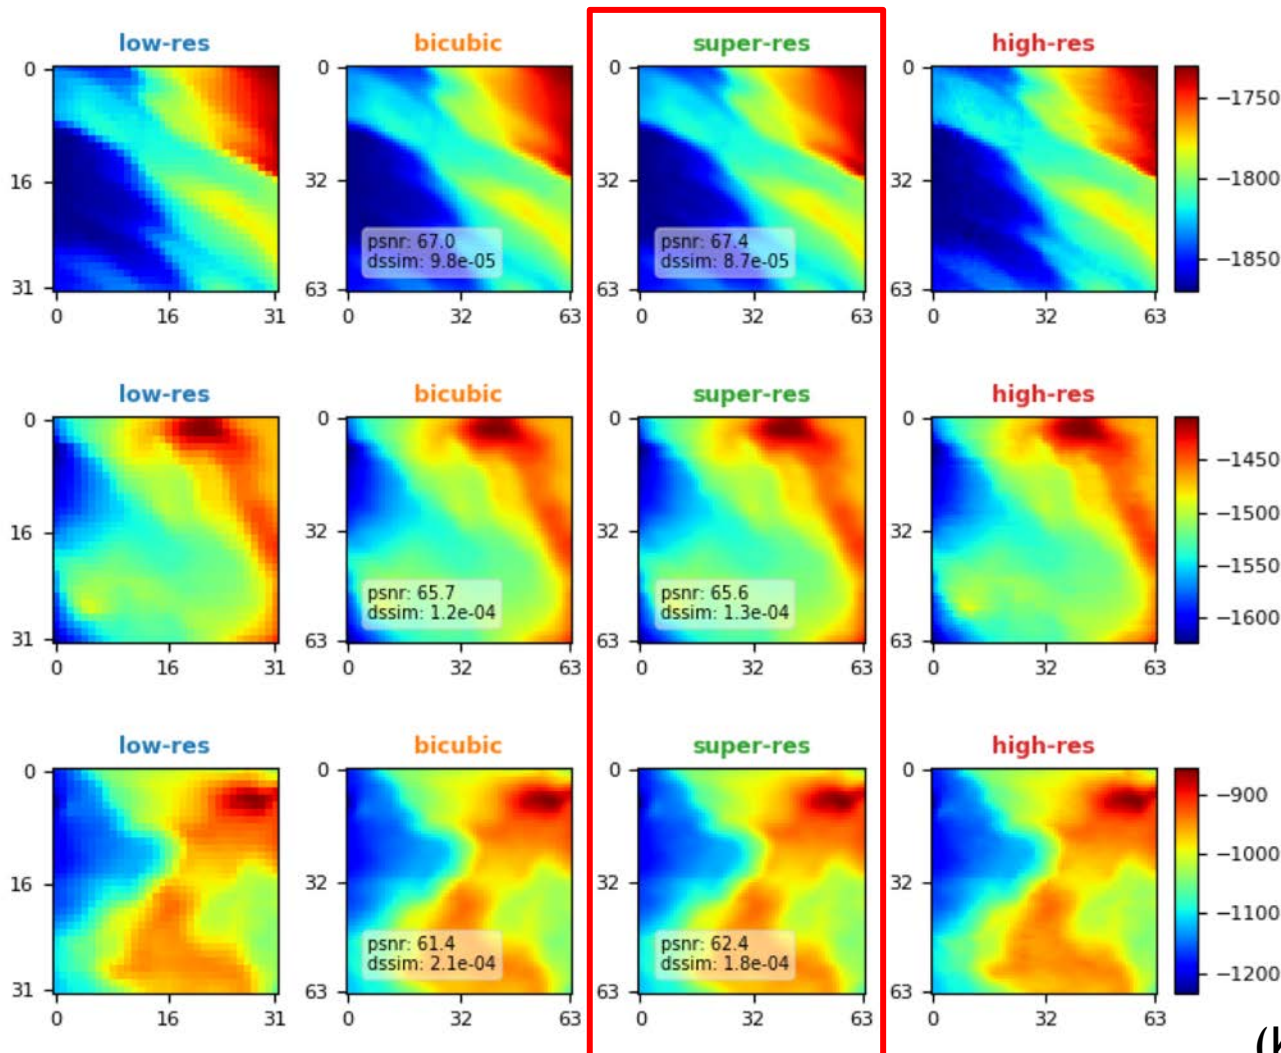 low-res bicubic super-res high-res
0 0 0 0 −1750
16 32 32 32 −1800
psnr: 67.0 psnr: 67.4
dssim: 9.8e-05 dssim: 8.7e-05 −1850
31 63 63 63
0 16 31 0 32 63 0 32 63 0 32 63
low-res bicubic super-res high-res
0 0 0 0 −1450
−1500
16 32 32 32
−1550
psnr: 65.7 psnr: 65.6
dssim: 1.2e-04 dssim: 1.3e-04 −1600
31 63 63 63
0 16 31 0 32 63 0 32 63 0 32 63
low-res bicubic super-res high-res
0 0 0 0 −900
−1000
16 32 32 32
−1100
psnr: 61.4 psnr: 62.4
dssim: 2.1e-04 dssim: 1.8e-04 −1200
31 63 63 63
0 16 31 0 32 63 0 32 63 0 32 63